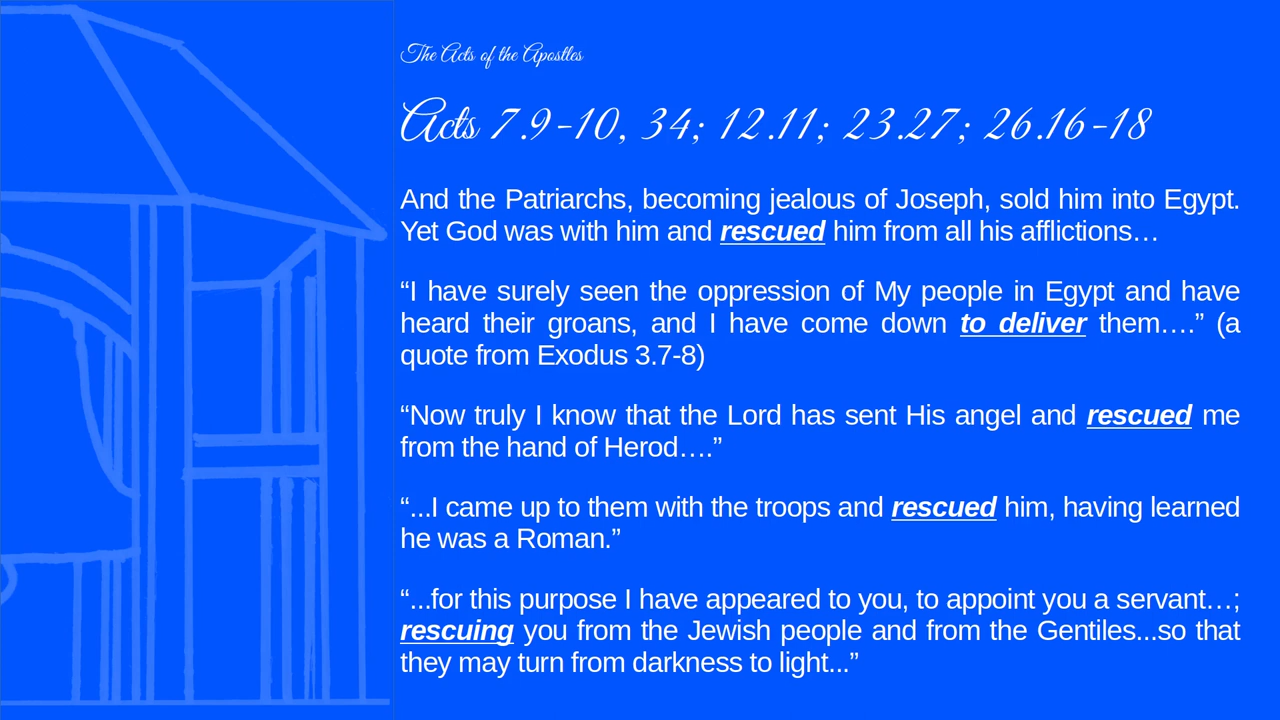 The Acts of the Apostles
Acts 7.9-10, 34; 12.11; 23.27; 26.16-18
And the Patriarchs, becoming jealous of Joseph, sold him into Egypt.
Yet God was with him and rescued him from all his afflictions…
“I have surely seen the oppression of My people in Egypt and have
heard their groans, and I have come down to deliver them….” (a
quote from Exodus 3.7-8)
“Now truly I know that the Lord has sent His angel and rescued me
from the hand of Herod….”
“...I came up to them with the troops and rescued him, having learned
he was a Roman.”
“...for this purpose I have appeared to you, to appoint you a servant…;
rescuing you from the Jewish people and from the Gentiles...so that
they may turn from darkness to light...”